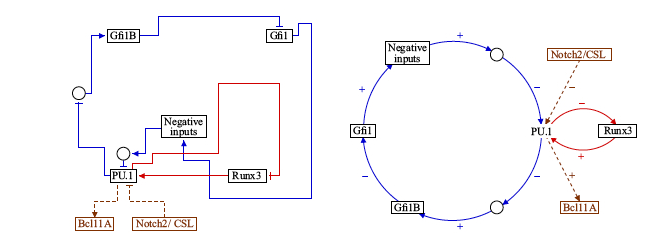 Gfi1B
Gfi1
Negative
inputs
PU.1
Runx3
Bcl11A
Notch2/ CSL
Negative
inputs
+
Notch2/CSL
+
−
−
−
Gfi1
PU.1
Runx3
+
−
+
Gfi1B
Bcl11A
+